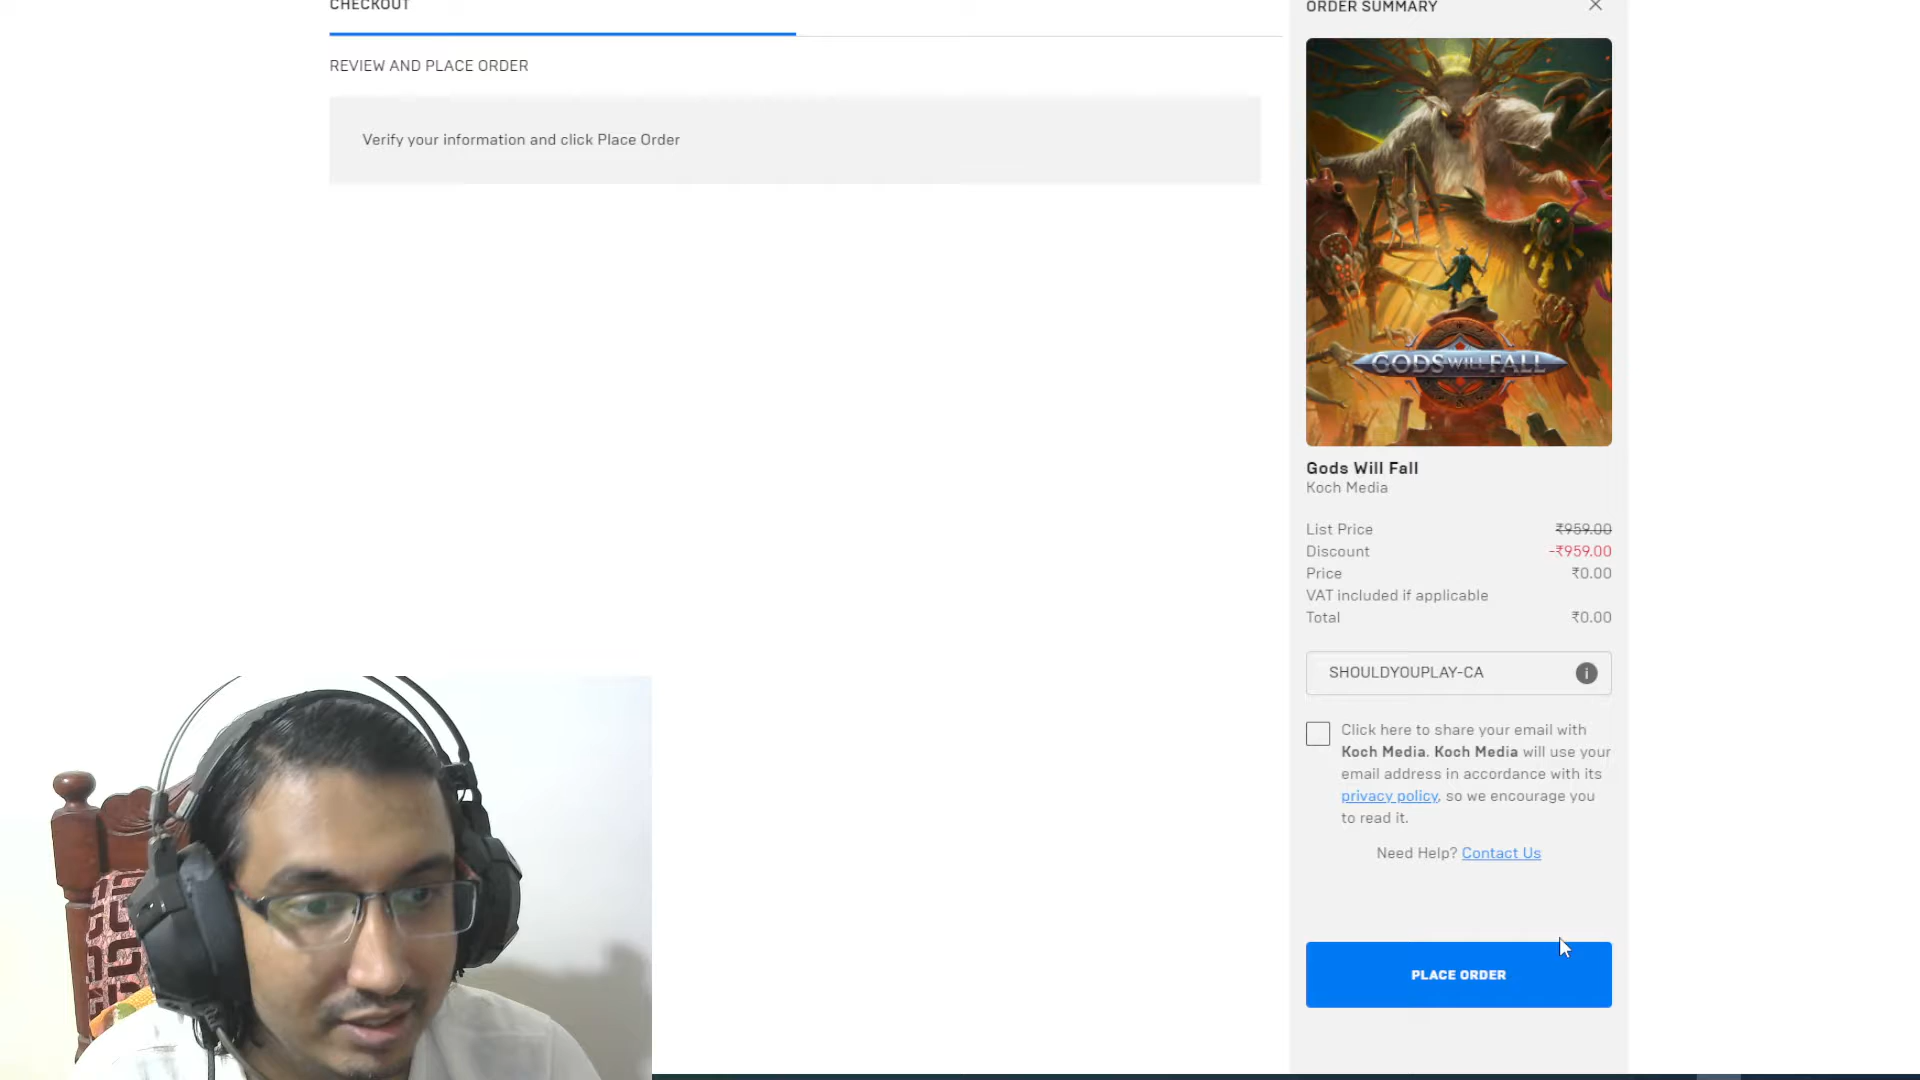 CHECKOUT
REVIEW AND PLACE ORDER
Verify your information and click Place Order
ORDER SUMMARY
GODS WILL FALL
Gods Will Fall
Koch Media
List Price ₹959.00
Discount -₹959.00
Price ₹0.00
VAT included if applicable
Total ₹0.00
SHOULDYOUPLAY-CA
Click here to share your email with
Koch Media. Koch Media will use your
email address in accordance with its
privacy policy, so we encourage you
to read it.
Need Help? Contact Us
PLACE ORDER